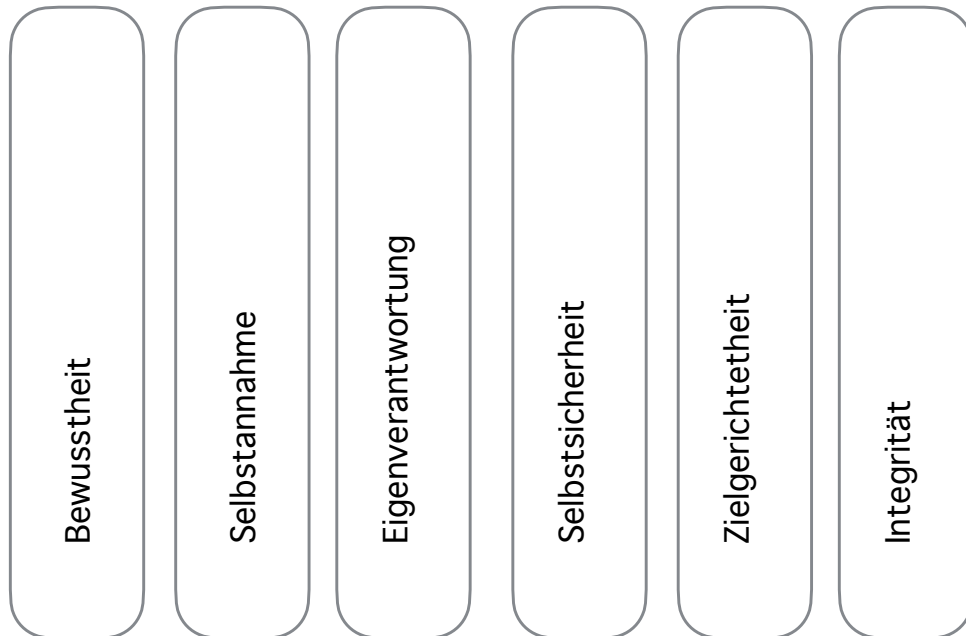 Bewusstheit
Selbstannahme
Eigenverantwortung
Selbstsicherheit
Zielgerichtetheit
Integrität